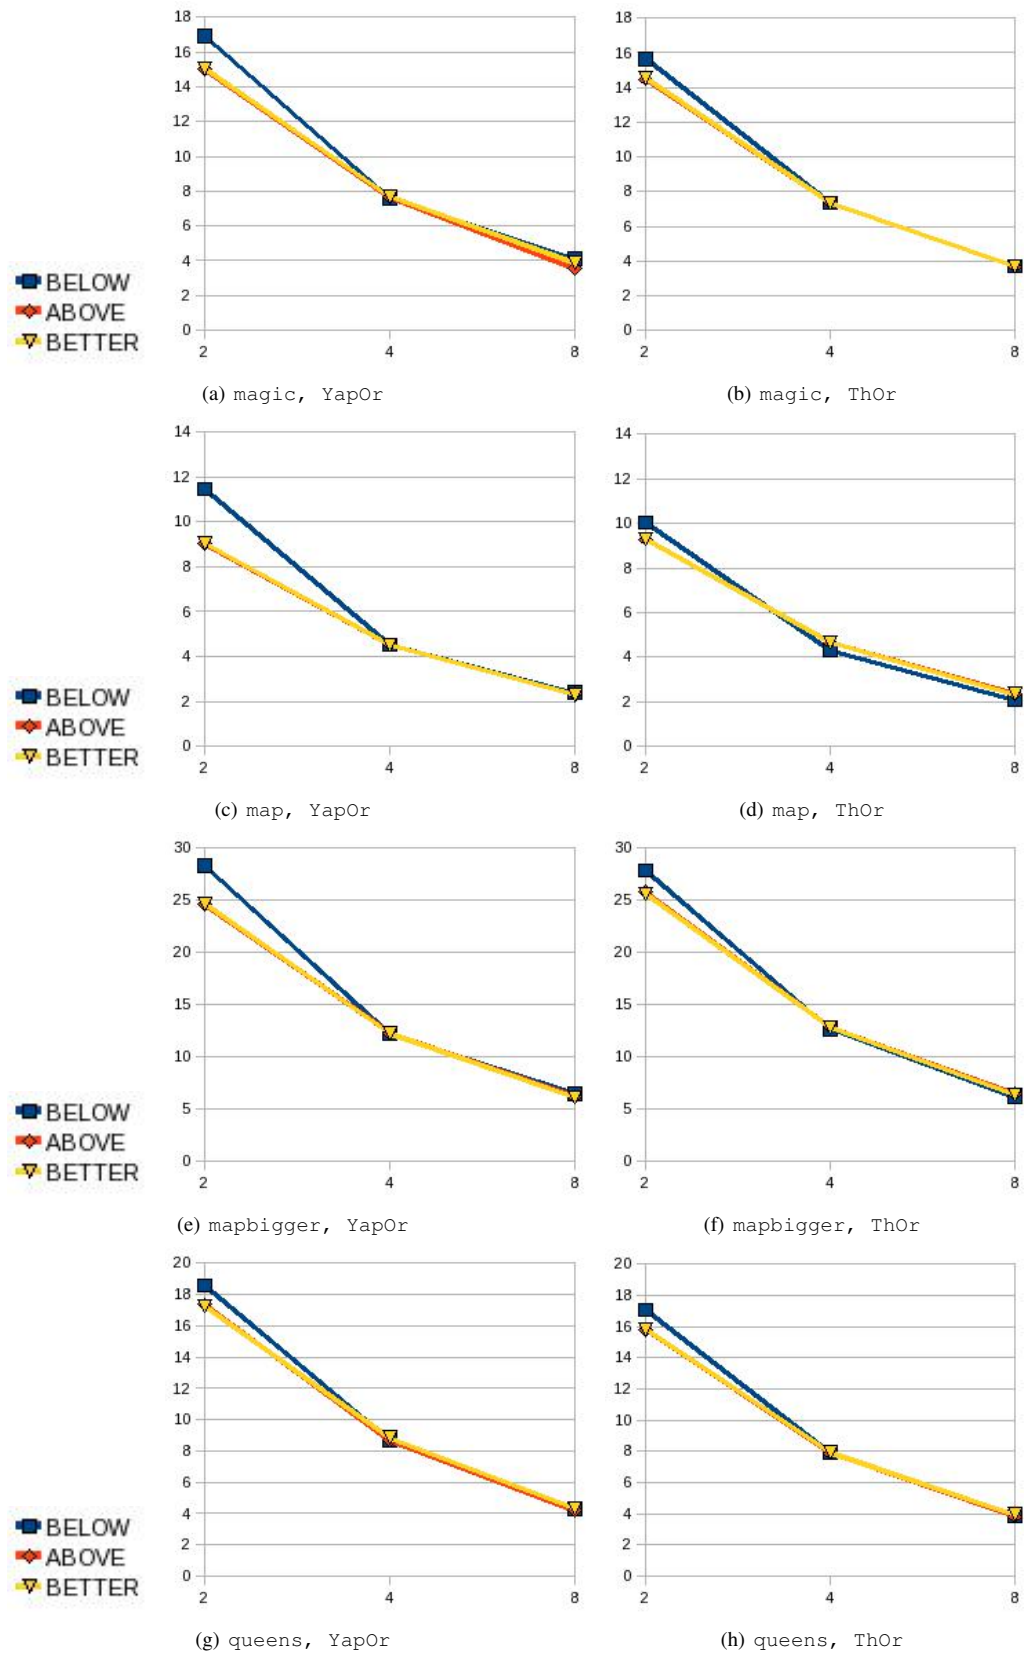 18 16 14 12 10 8 6 4 2 0
2 4 8
18 16 14 12 10 8 6 4 2 0
2 4 8
BELOW
ABOVE
BETTER
(a) magic, YapOr
(b) magic, ThOr
14 12 10 8 6 4 2 0
2 4 8
14 12 10 8 6 4 2 0
2 4 8
BELOW
ABOVE
BETTER
(c) map, YapOr
(d) map, ThOr
30 25 20 15 10 5 0
2 4 8
30 25 20 15 10 5 0
2 4 8
BELOW
ABOVE
BETTER
(e) mapbigger, YapOr
(f) mapbigger, ThOr
20 18 16 14 12 10 8 6 4 2 0
2 4 8
20 18 16 14 12 10 8 6 4 2 0
2 4 8
BELOW
ABOVE
BETTER
(g) queens, YapOr
(h) queens, ThOr